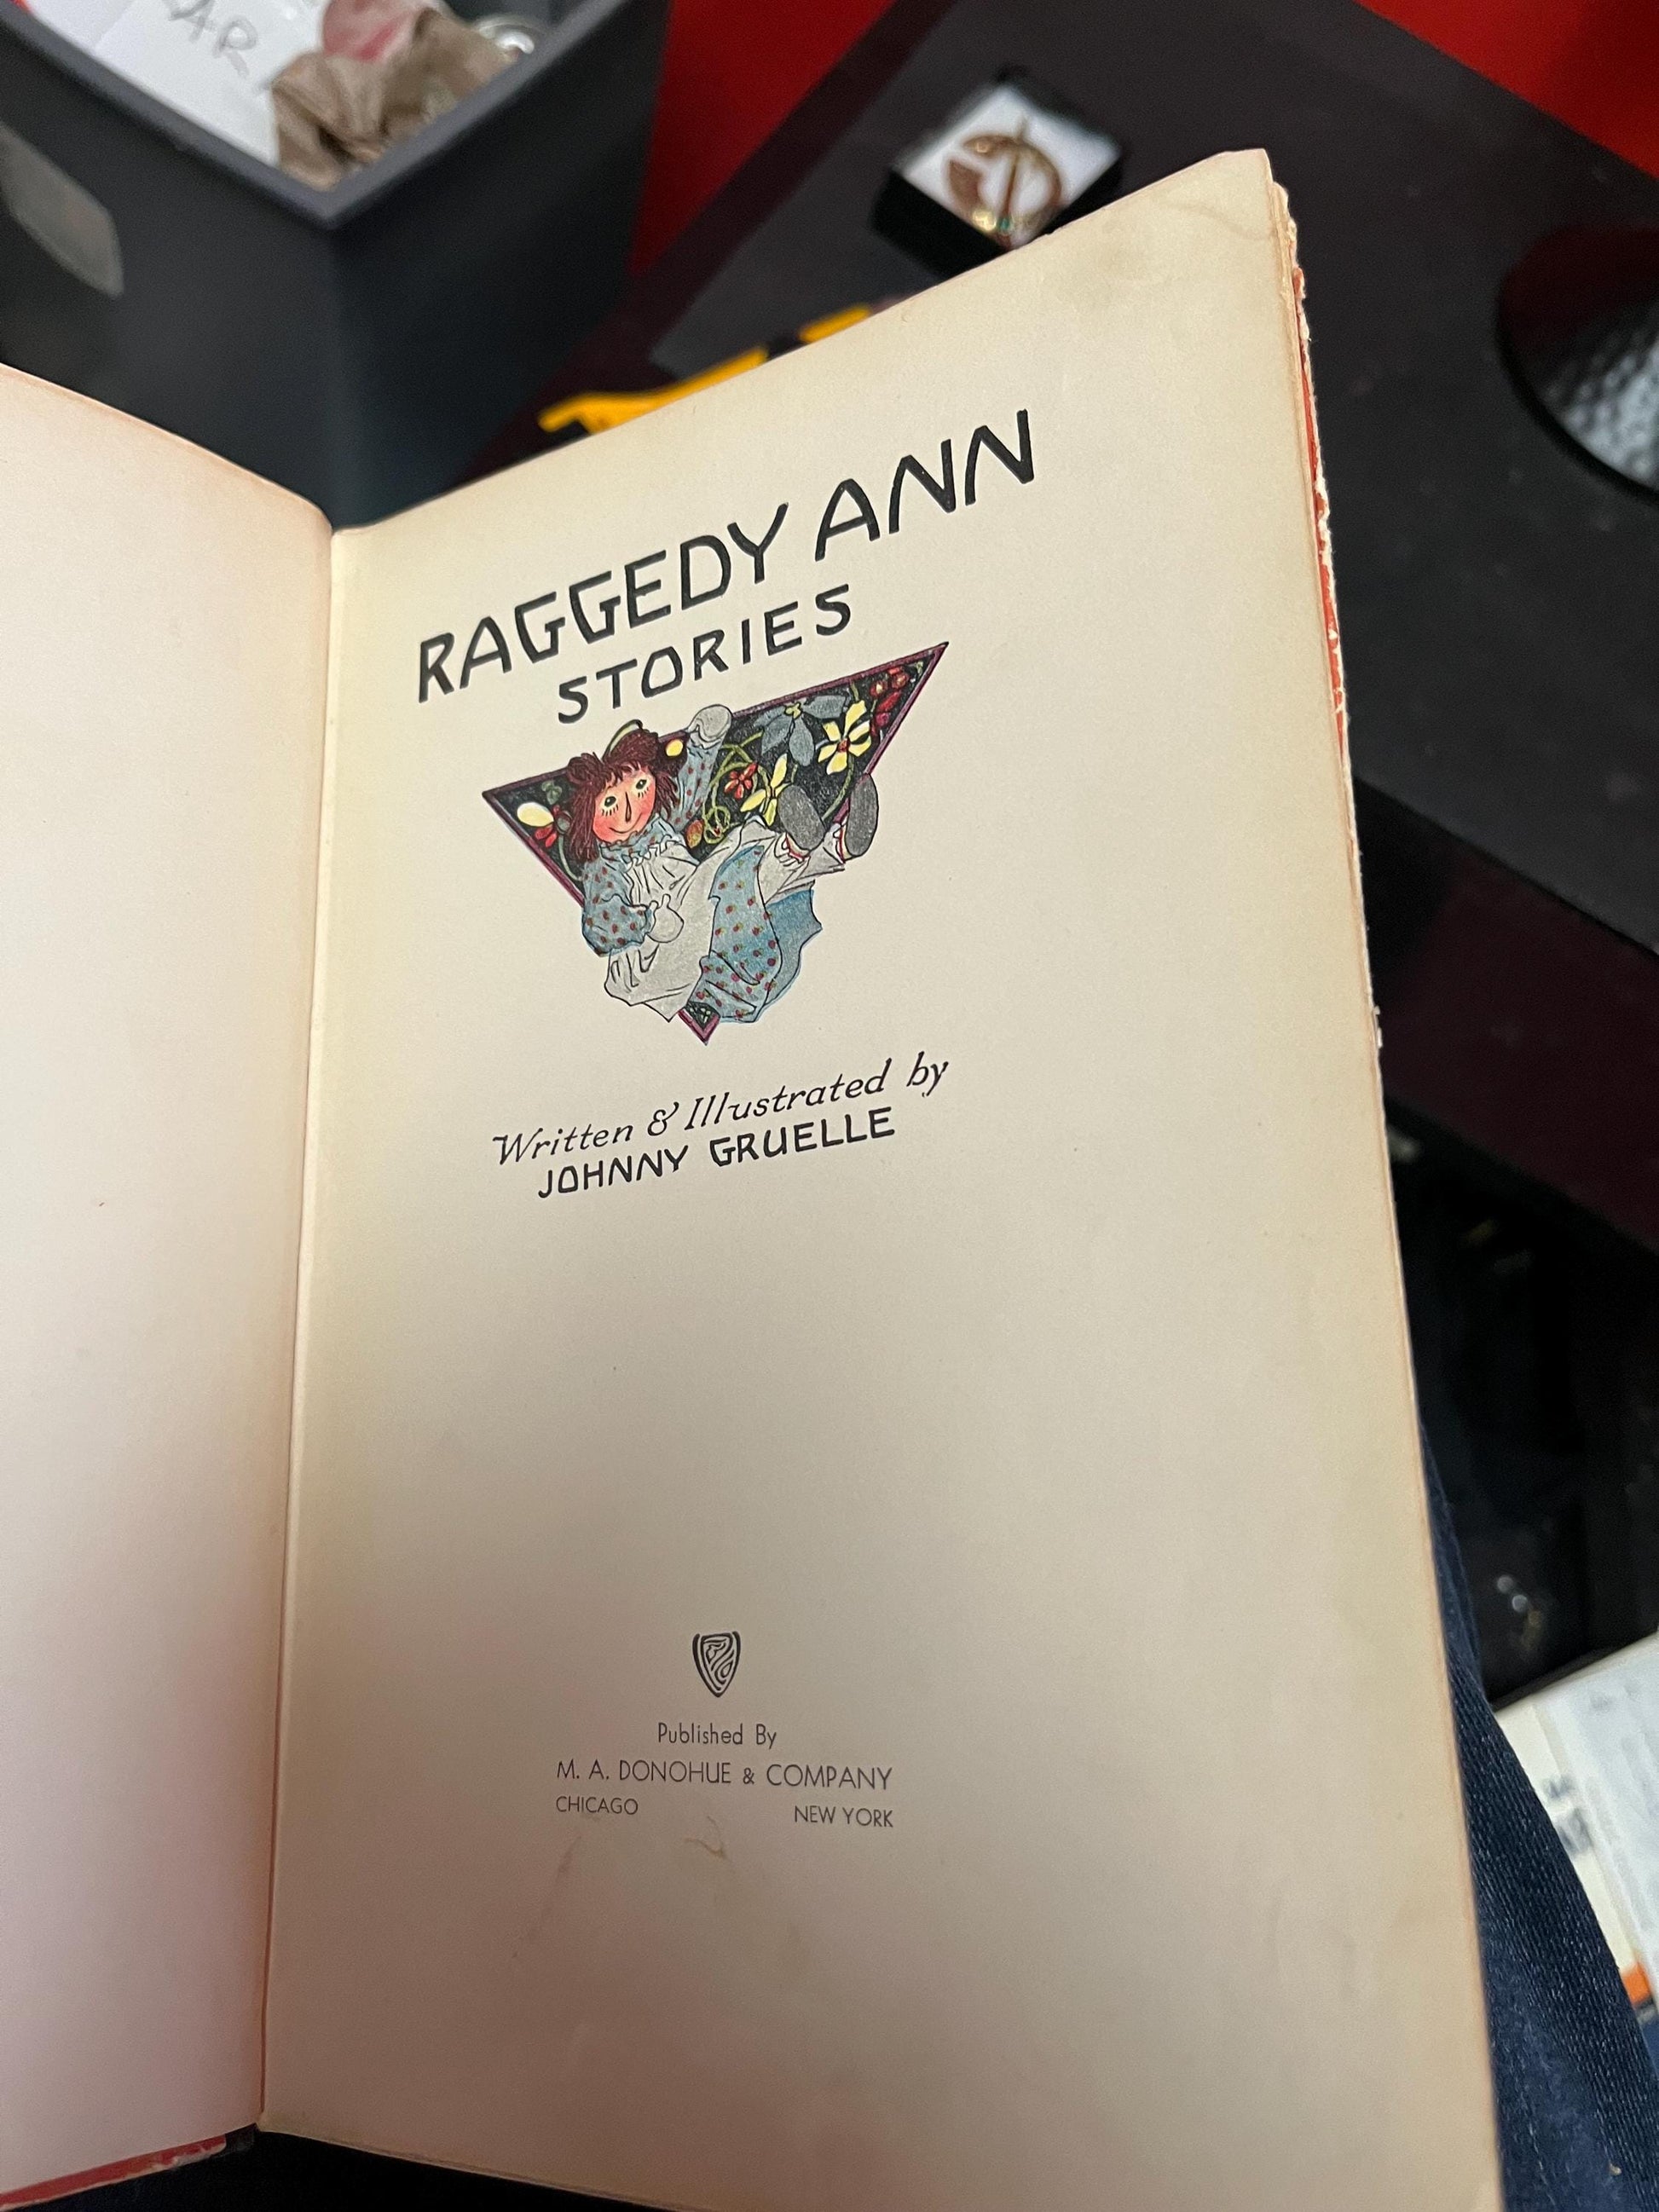 RAGGEDY ANN
STORIES
Written & Illustrated by
JOHNNY GRUELLE
Published By
M. A. DONOHUE & COMPANY
CHICAGO NEW YORK